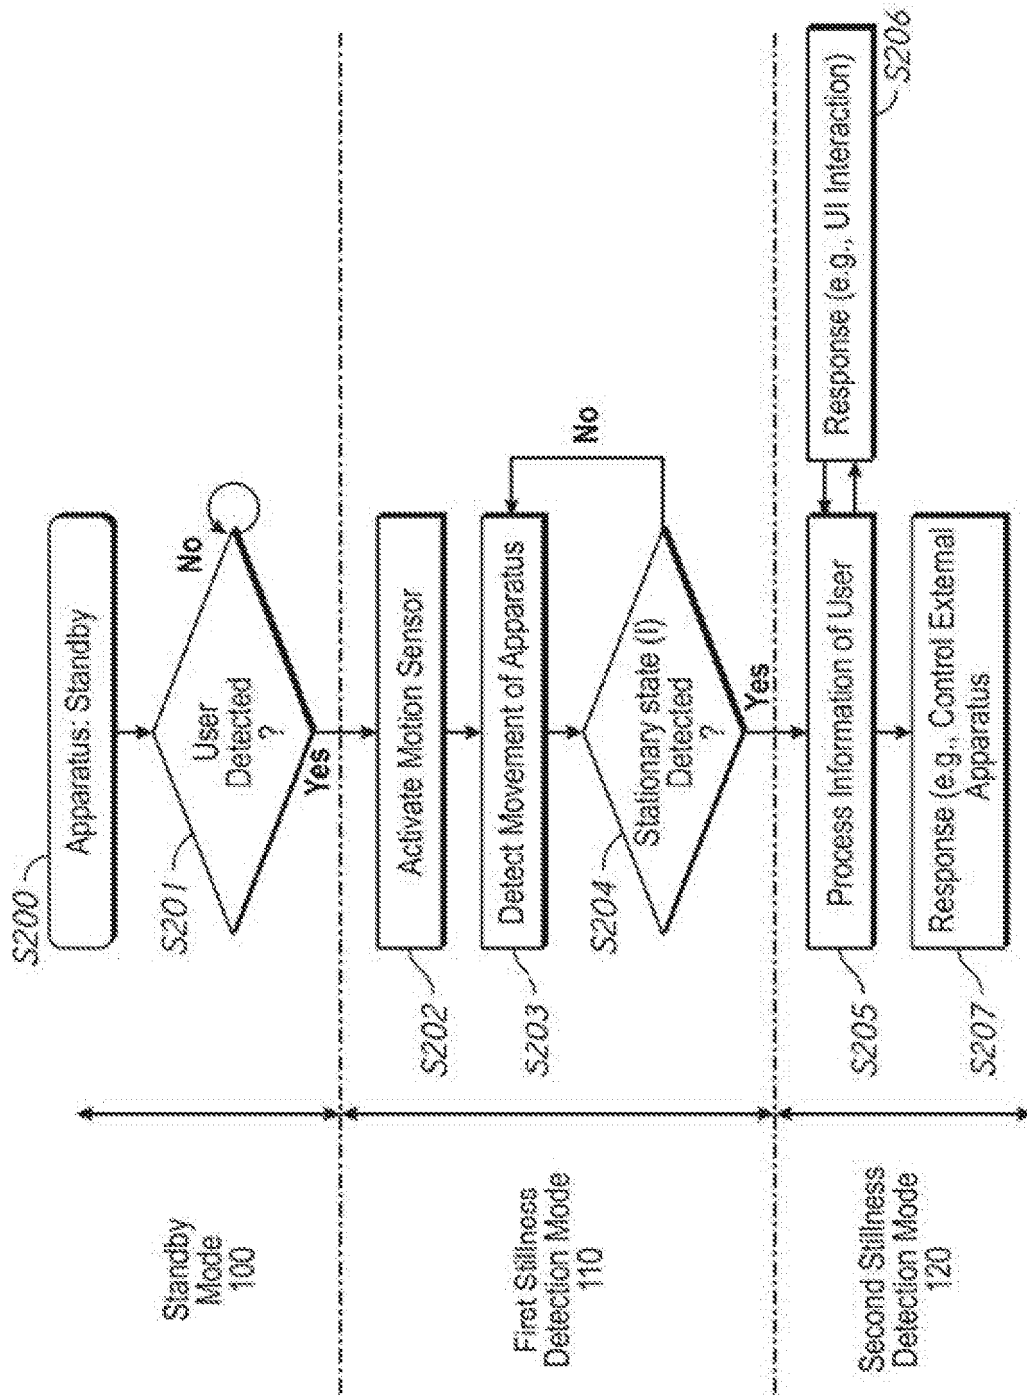 Standby
Mode
100
S200
Apparatus: Standby
S201
User
Detected
?
No
Yes
First Stillness
Detection Mode
110
S202
Activate Motion Sensor
S203
Detect Movement of Apparatus
S204
Stationary state (I)
Detected
?
No
Yes
Second Stillness
Detection Mode
120
S205
Process Information of User
Response (e.g., UI Interaction)
S206
S207
Response (e.g., Control External
Apparatus